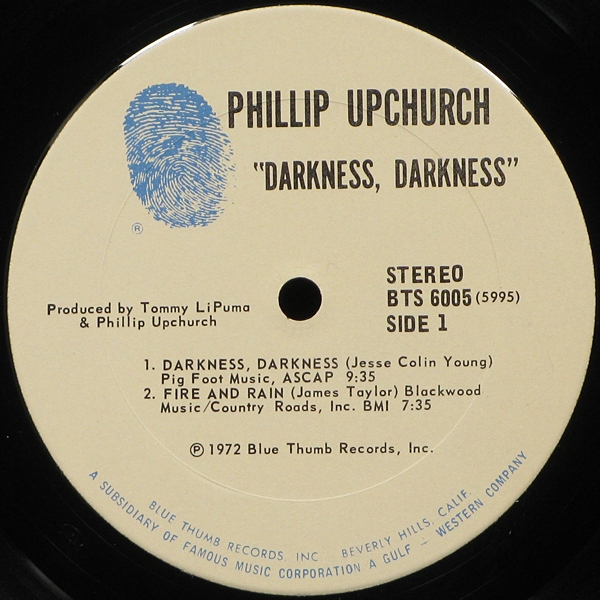 PHILLIP UPCHURCH
"DARKNESS, DARKNESS"
®
STEREO
BTS 6005 (5995)
SIDE 1
Produced by Tommy LiPuma
& Phillip Upchurch
1. DARKNESS, DARKNESS (Jesse Colin Young)
Pig Foot Music, ASCAP 9:35
2. FIRE AND RAIN (James Taylor) Blackwood
Music/Country Roads, Inc. BMI 7:35
℗ 1972 Blue Thumb Records, Inc.
BLUE THUMB RECORDS, INC BEVERLY HILLS, CALIF.
A SUBSIDIARY OF FAMOUS MUSIC CORPORATION A GULF + WESTERN COMPANY